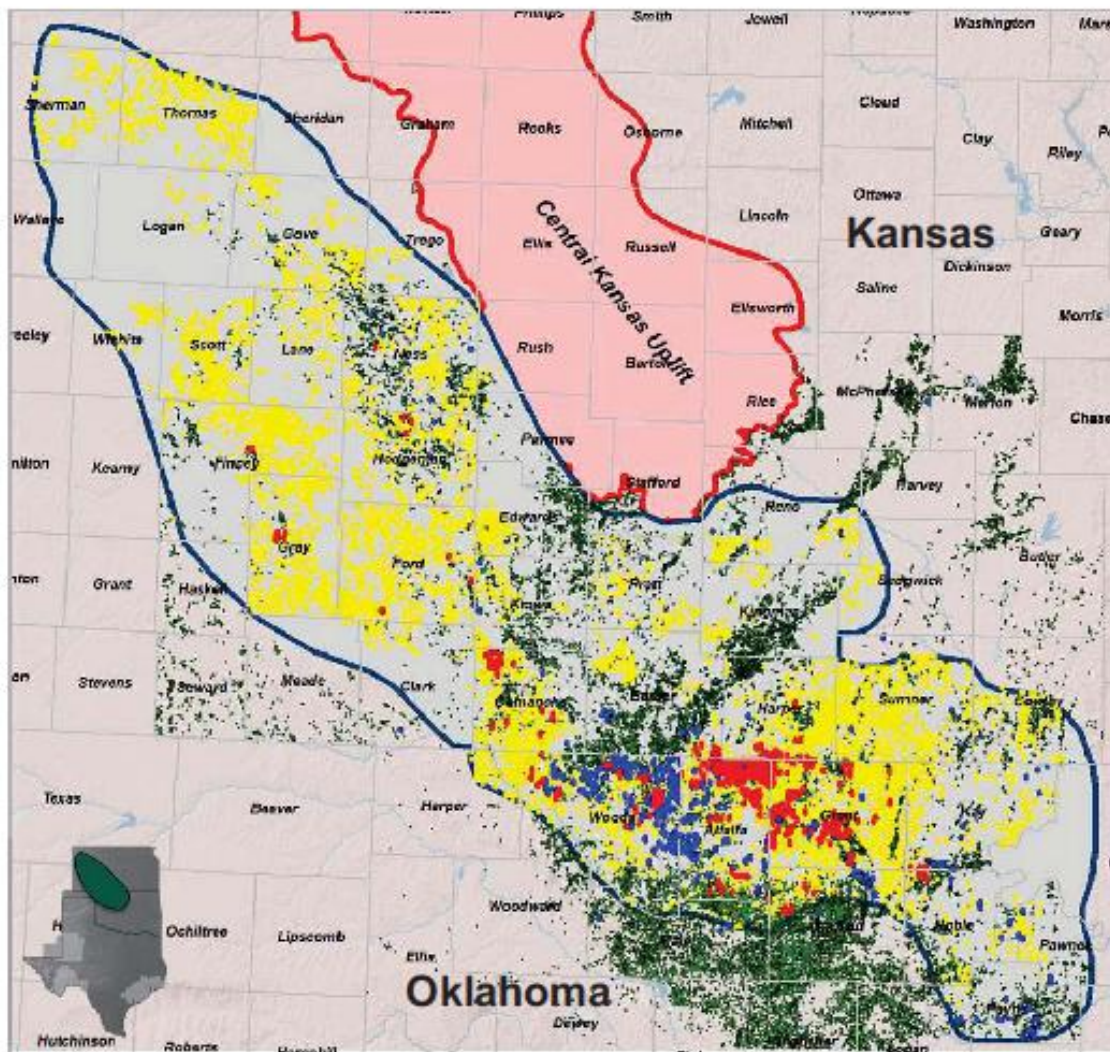 Phillips
Smith
Jewell
Washington
Sherman
Thomas
Sheridan
Graham
Rooks
Osborne
Mitchell
Cloud
Clay
Riley
Ottawa
Wallace
Logan
Gove
Trego
Ellis
Russell
Lincoln
Kansas
Geary
Dickinson
Saline
Ellsworth
Central Kansas Uplift
Morris
eeley
Wichita
Scott
Lane
Ness
Rush
Barton
Rice
McPherson
Marion
Chase
milton
Kearny
Finney
Hodgeman
Pawnee
Stafford
Reno
Harvey
Edwards
Gray
Ford
Butler
Grant
Haskell
Kiowa
Pratt
Kingman
Sedgwick
Stevens
Seward
Meade
Clark
Comanche
Barber
Harper
Sumner
Cowley
Texas
Beaver
Harper
Woods
Alfalfa
Grant
Woodward
Ochiltree
Lipscomb
Ellis
Noble
Pawnee
Oklahoma
Dewey
Payne
Hutchinson
Roberts
Hemphill
Kingfisher
Logan